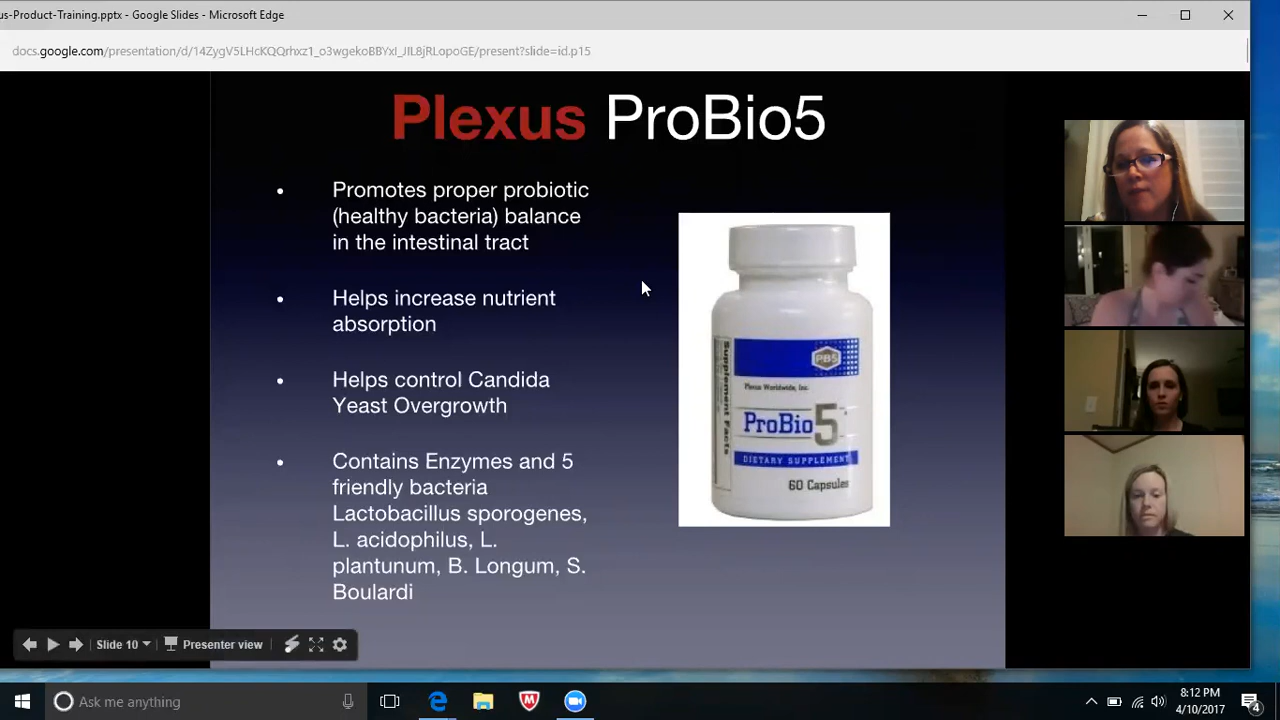 us-Product-Training.pptx - Google Slides - Microsoft Edge
docs.google.com/presentation/d/14ZygV5LHcKQQrhxz1_o3wgekoBBYxI_JIL8jRLopoGE/present?slide=id.p15
Plexus ProBio5
• Promotes proper probiotic
(healthy bacteria) balance
in the intestinal tract
• Helps increase nutrient
absorption
• Helps control Candida
Yeast Overgrowth
• Contains Enzymes and 5
friendly bacteria
Lactobacillus sporogenes,
L. acidophilus, L.
plantunum, B. Longum, S.
Boulardi
PB5
Plexus Worldwide, Inc.
ProBio5
DIETARY SUPPLEMENT
60 Capsules
Supplement Facts
Slide 10
Presenter view
Ask me anything
8:12 PM
4/10/2017
4